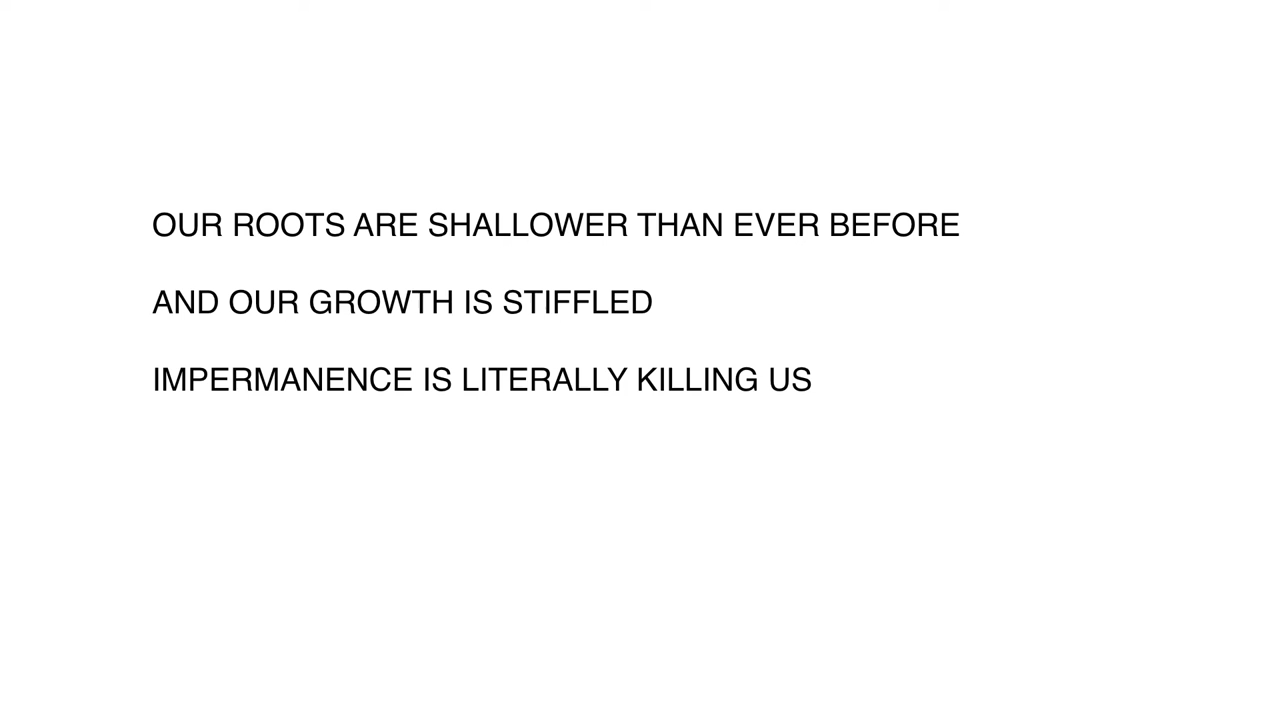 OUR ROOTS ARE SHALLOWER THAN EVER BEFORE
AND OUR GROWTH IS STIFFLED
IMPERMANENCE IS LITERALLY KILLING US